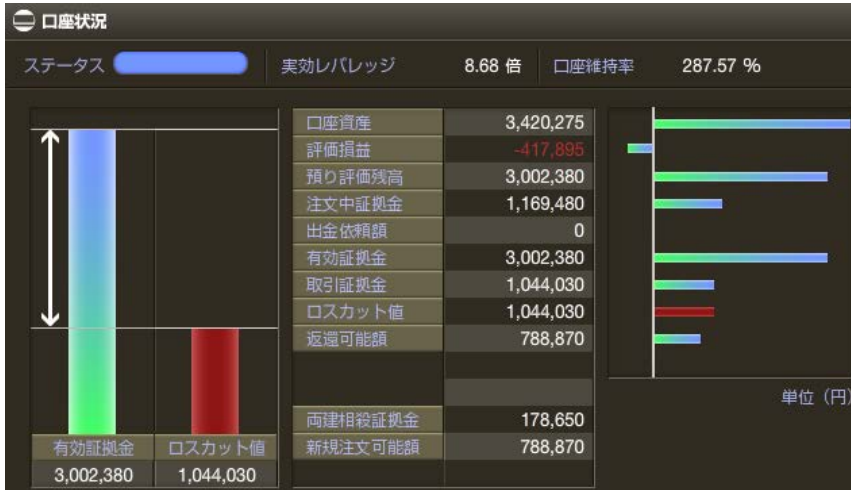 口座状況
ステータス 実効レバレッジ 8.68 倍 口座維持率 287.57 %
口座資産 3,420,275
評価損益 -417,895
預り評価残高 3,002,380
注文中証拠金 1,169,480
出金依頼額 0
有効証拠金 3,002,380
取引証拠金 1,044,030
ロスカット値 1,044,030
返還可能額 788,870
両建相殺証拠金 178,650
新規注文可能額 788,870
有効証拠金 ロスカット値
3,002,380 1,044,030
単位（円）